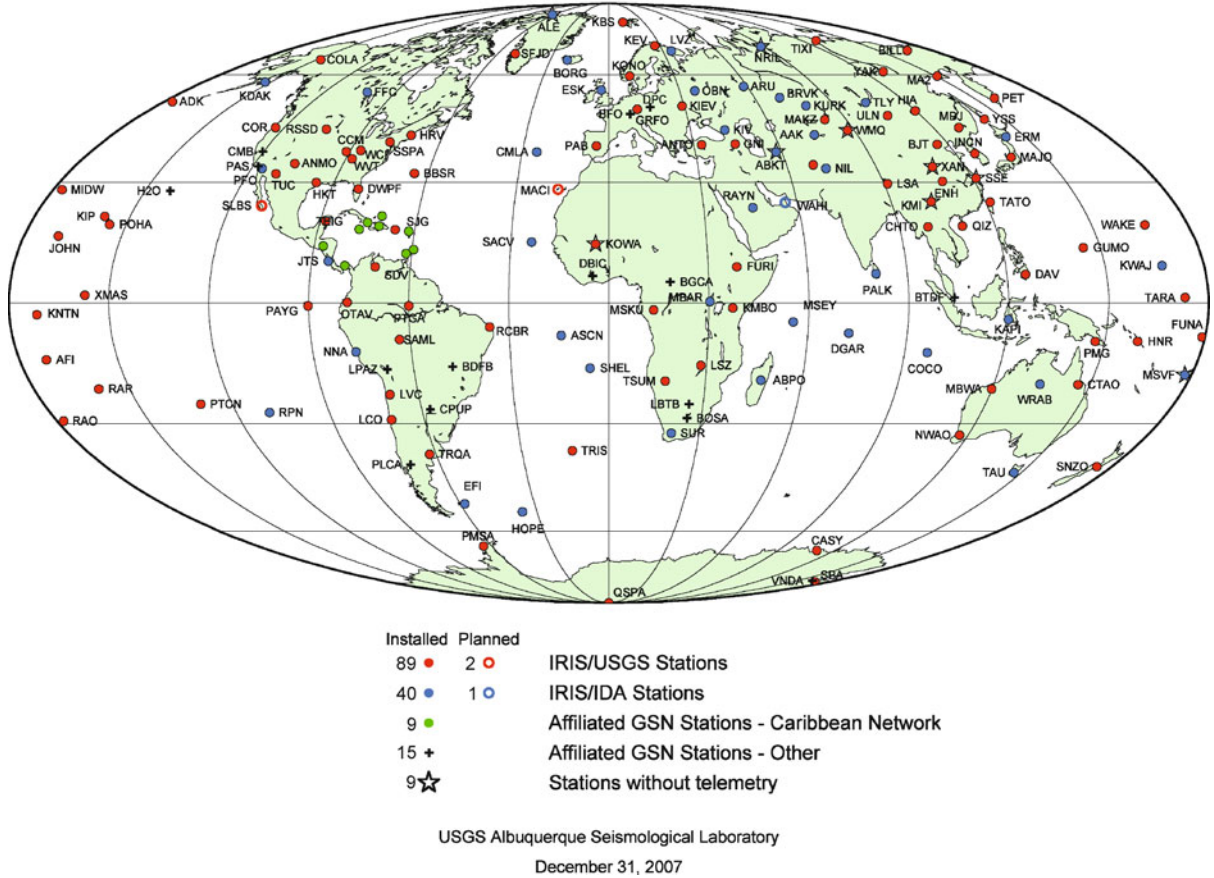 ALE
KBS
KEV
LVZ
NRIL
TIXI
BILL
SFJD
COLA
BORG
KONO
YAK
MA2
KDAK
FFC
ESK
OBN
ARU
BRVK
ADK
DPC
KIEV
KURK
TLY
HIA
PET
BFO
GRFO
MAKZ
ULN
MBJ
YSS
COR
RSSD
CCM
HRV
KIV
AAK
WMQ
ERM
CMB
WCI
SSPA
CMLA
PAB
ANTO
GNI
BJT
INCN
MAJO
PAS
ANMO
WVT
ABKT
NIL
XAN
PFO
TUC
BBSR
SSE
MIDW
H2O
HKT
DWPF
MACI
RAYN
LSA
ENH
SLBS
WAHI
KMI
TATO
KIP
POHA
TEIG
SJG
CHTO
QIZ
WAKE
JOHN
SACV
KOWA
GUMO
JTS
SDV
DBIC
FURI
KWAJ
BGCA
PALK
DAV
XMAS
MBAR
MSEY
BTDF
TARA
KNTN
PAYG
OTAV
PTGA
MSKU
KMBO
KAPI
RCBR
ASCN
FUNA
SAML
DGAR
PMG
HNR
AFI
NNA
LPAZ
BDFB
SHEL
LSZ
COCO
MSVF
RAR
TSUM
ABPO
MBWA
CTAO
WRAB
PTCN
RPN
LVC
CPUP
LBTB
RAO
LCO
BOSA
SUR
NWAO
TRIS
TRQA
PLCA
TAU
SNZO
EFI
HOPE
PMSA
CASY
VNDA
SBA
QSPA
Installed Planned
89 2 IRIS/USGS Stations
40 1 IRIS/IDA Stations
9 Affiliated GSN Stations - Caribbean Network
15 Affiliated GSN Stations - Other
9 Stations without telemetry
USGS Albuquerque Seismological Laboratory
December 31, 2007